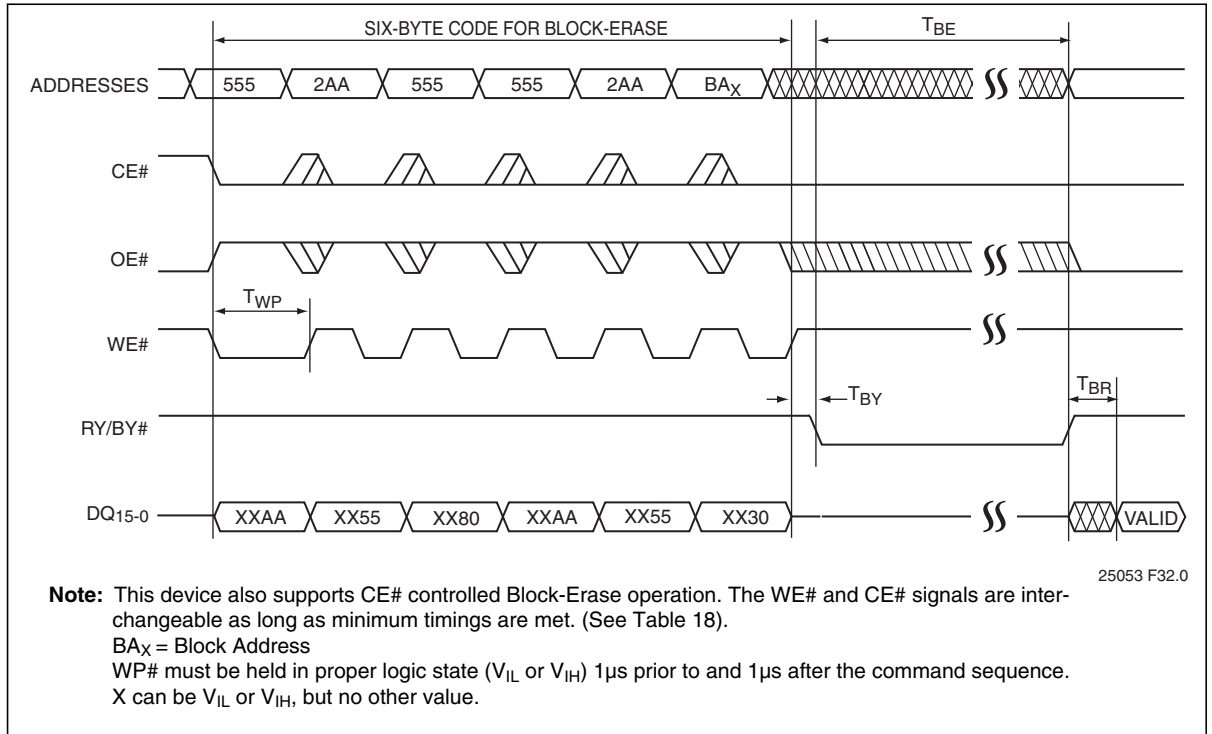 SIX-BYTE CODE FOR BLOCK-ERASE
TBE
ADDRESSES 555 2AA 555 555 2AA BAX
CE#
OE#
TWP
WE#
TBY
TBR
RY/BY#
DQ15-0 XXAA XX55 XX80 XXAA XX55 XX30 VALID
25053 F32.0
Note: This device also supports CE# controlled Block-Erase operation. The WE# and CE# signals are inter-
changeable as long as minimum timings are met. (See Table 18).
BAX = Block Address
WP# must be held in proper logic state (VIL or VIH) 1µs prior to and 1µs after the command sequence.
X can be VIL or VIH, but no other value.